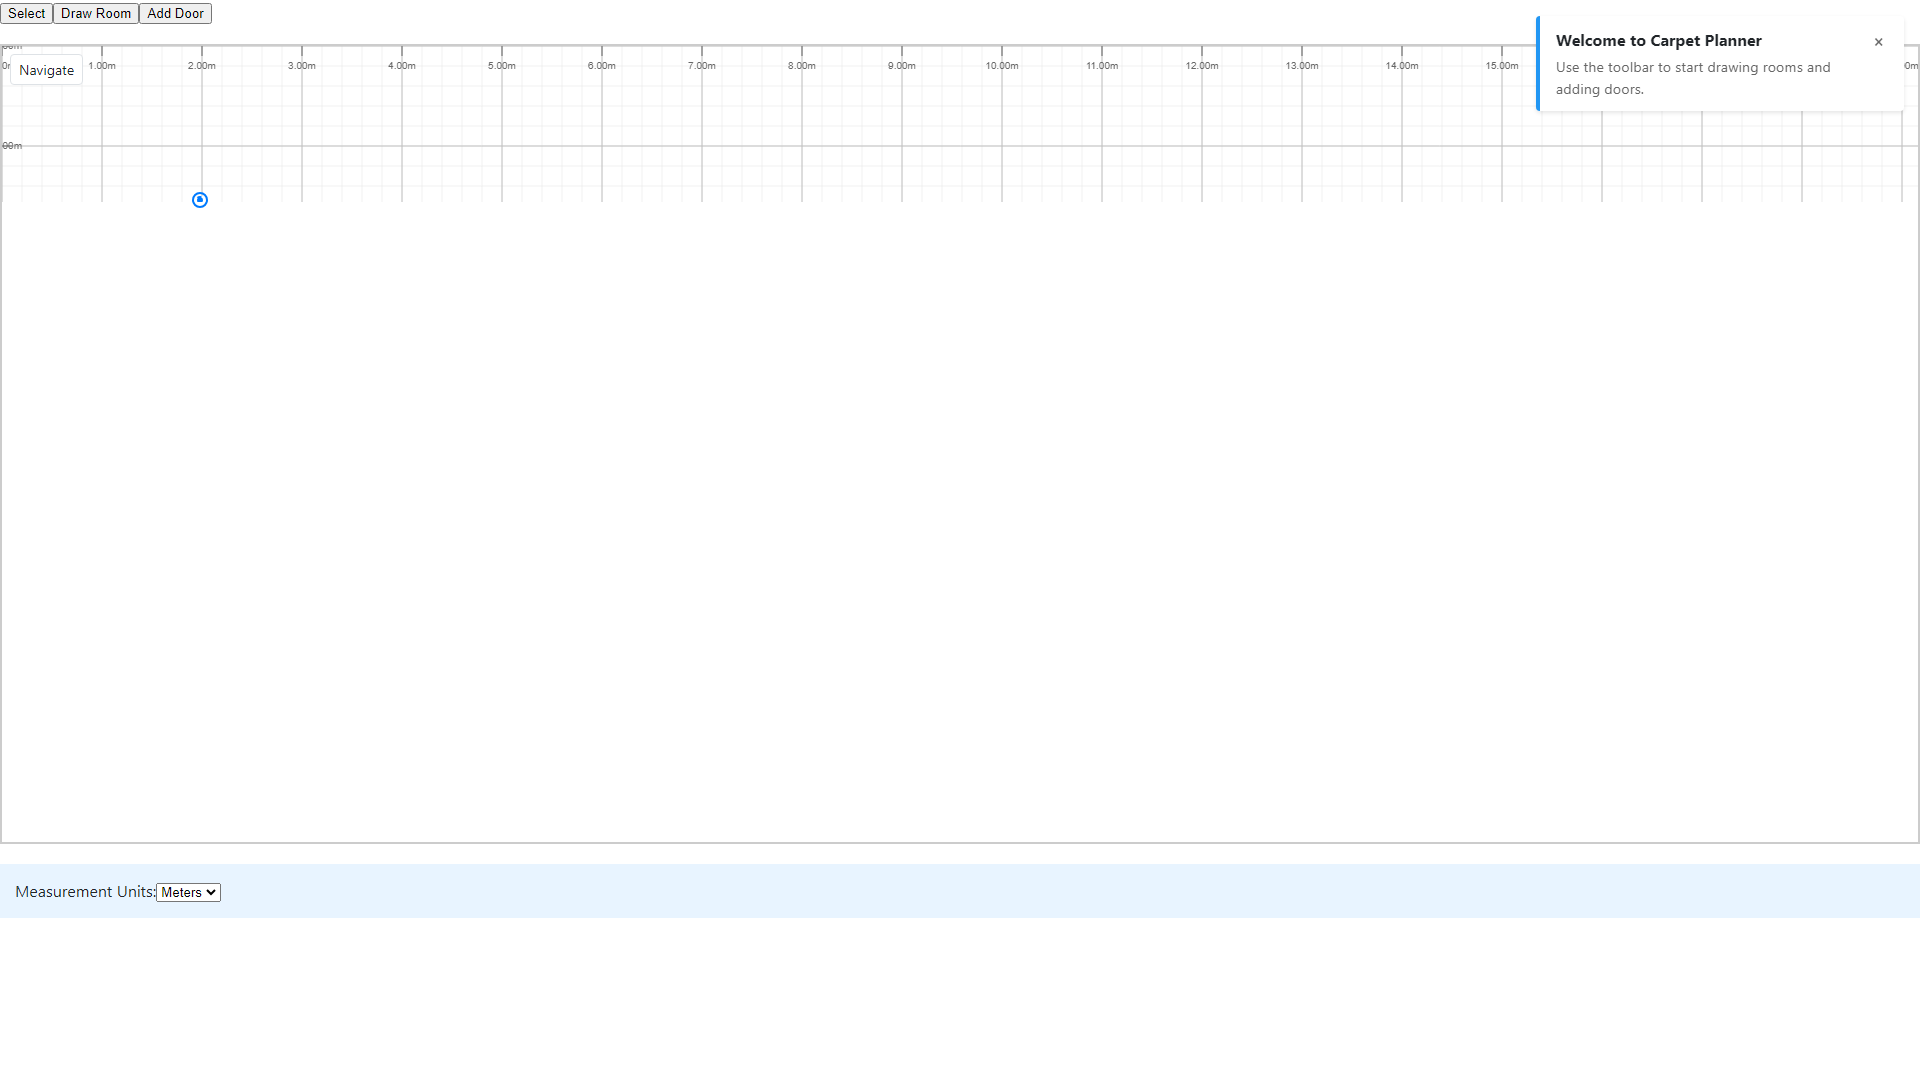 Select Draw Room Add Door
Welcome to Carpet Planner ×
Use the toolbar to start drawing rooms and
adding doors.
1.00m 2.00m 3.00m 4.00m 5.00m 6.00m 7.00m 8.00m 9.00m 10.00m 11.00m 12.00m 13.00m 14.00m 15.00m
Navigate
00m
Measurement Units: Meters